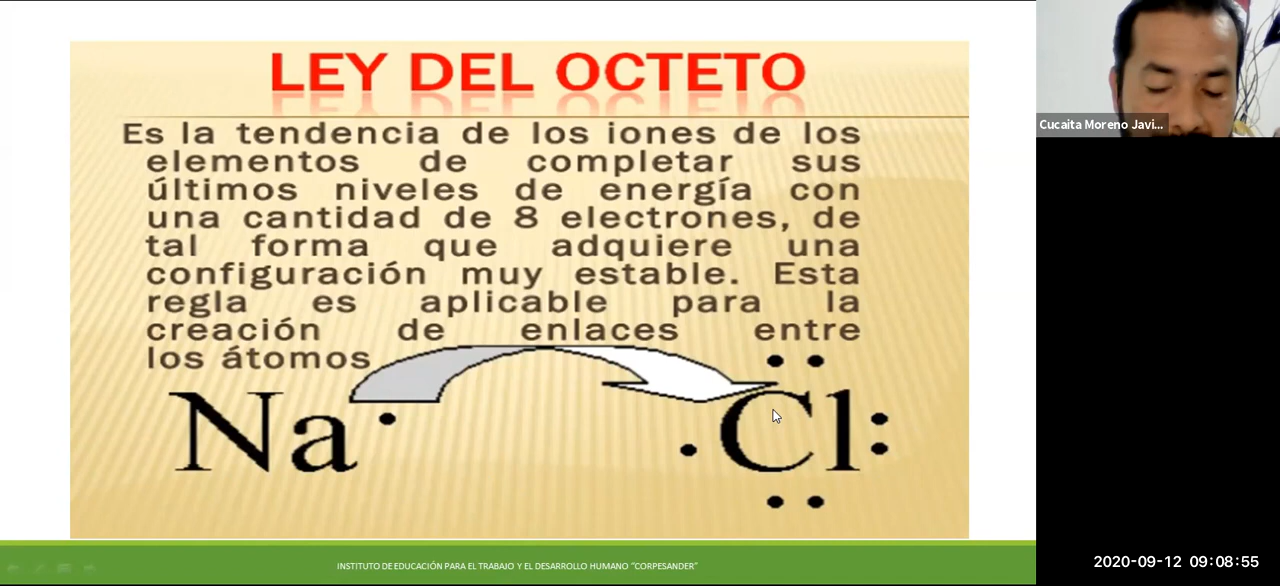 LEY DEL OCTETO
Es la tendencia de los iones de los
elementos de completar sus
últimos niveles de energía con
una cantidad de 8 electrones, de
tal forma que adquiere una
configuración muy estable. Esta
regla es aplicable para la
creación de enlaces entre
los átomos
Na Cl
INSTITUTO DE EDUCACIÓN PARA EL TRABAJO Y EL DESARROLLO HUMANO “CORPESANDER”
Cucaita Moreno Javi...
2020-09-12 09:08:55